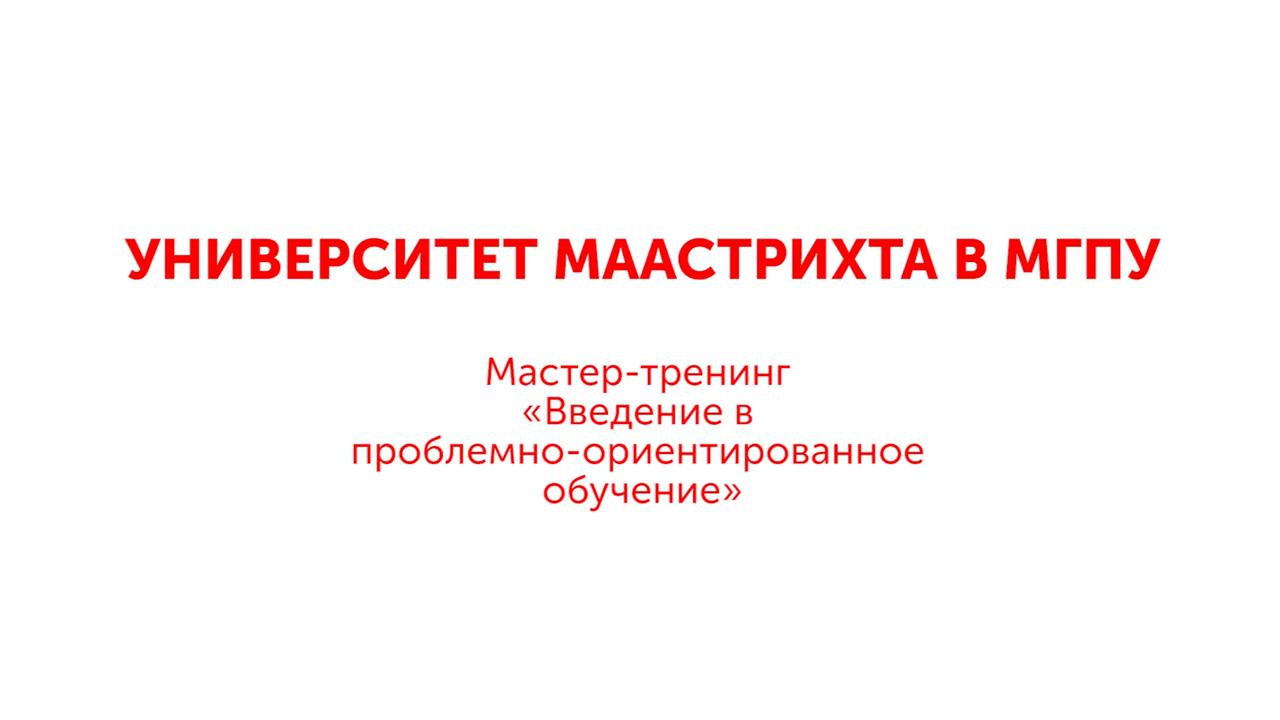 УНИВЕРСИТЕТ МААСТРИХТА В МГПУ
Мастер-тренинг
«Введение в
проблемно-ориентированное
обучение»